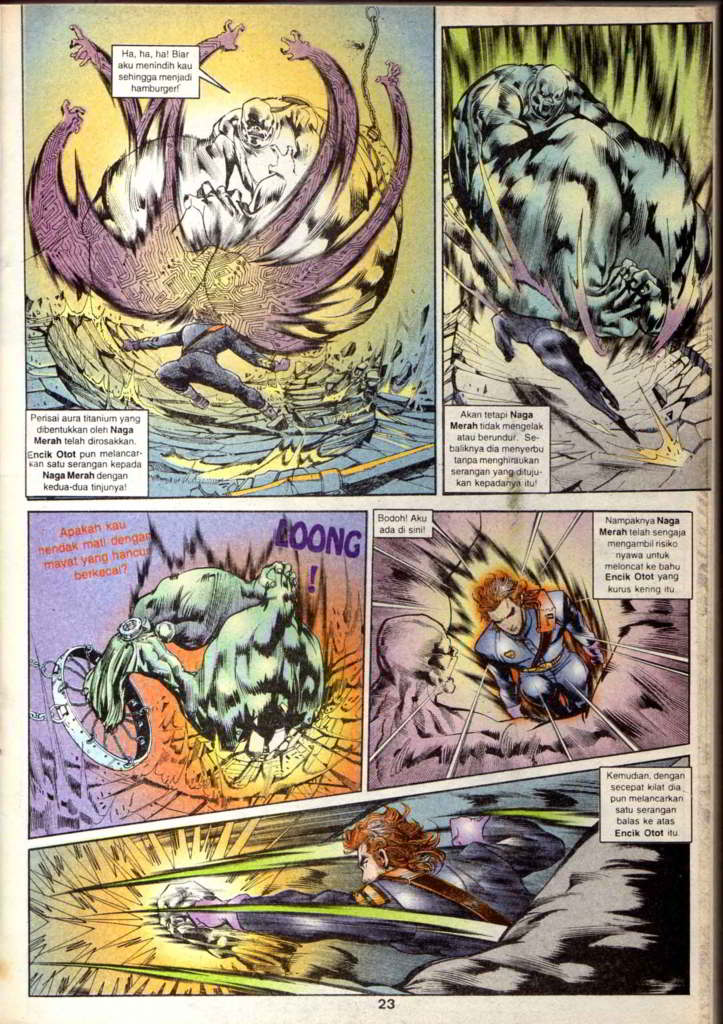 Ha, ha, ha! Biar
aku menindih kau
sehingga menjadi
hamburger!
Perisai aura titanium yang
dibentukkan oleh Naga
Merah telah dirosakkan.
Encik Otot pun melancar-
kan satu serangan kepada
Naga Merah dengan
kedua-dua tinjunya!
Akan tetapi Naga
Merah tidak mengelak
atau berundur. Se-
baliknya dia menyerbu
tanpa menghiraukan
serangan yang dituju-
kan kepadanya itu!
Apakah kau
hendak mati dengan
mayat yang hancur
berkecai?
LOONG
!
Bodoh! Aku
ada di sini!
Nampaknya Naga
Merah telah sengaja
mengambil risiko
nyawa untuk
meloncat ke bahu
Encik Otot yang
kurus kering itu.
Kemudian, dengan
secepat kilat dia
pun melancarkan
satu serangan
balas ke atas
Encik Otot itu.
23